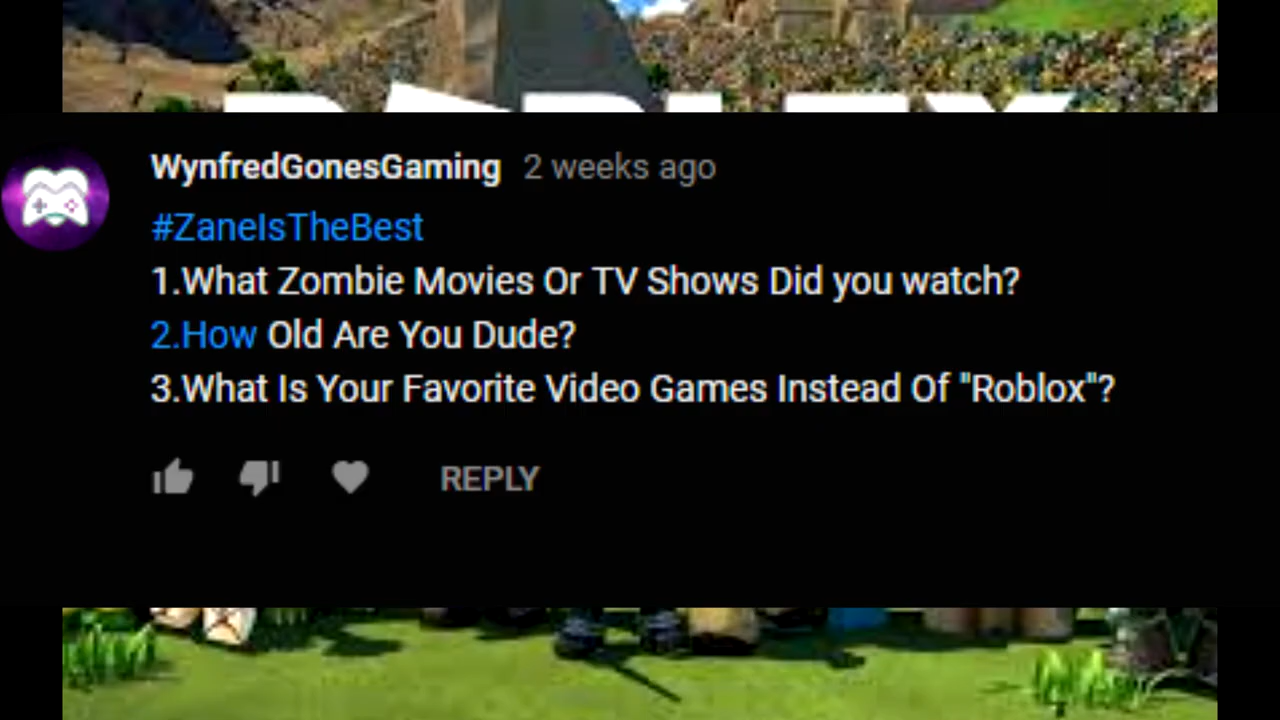 WynfredGonesGaming 2 weeks ago
#ZaneIsTheBest
1.What Zombie Movies Or TV Shows Did you watch?
2.How Old Are You Dude?
3.What Is Your Favorite Video Games Instead Of "Roblox"?
REPLY